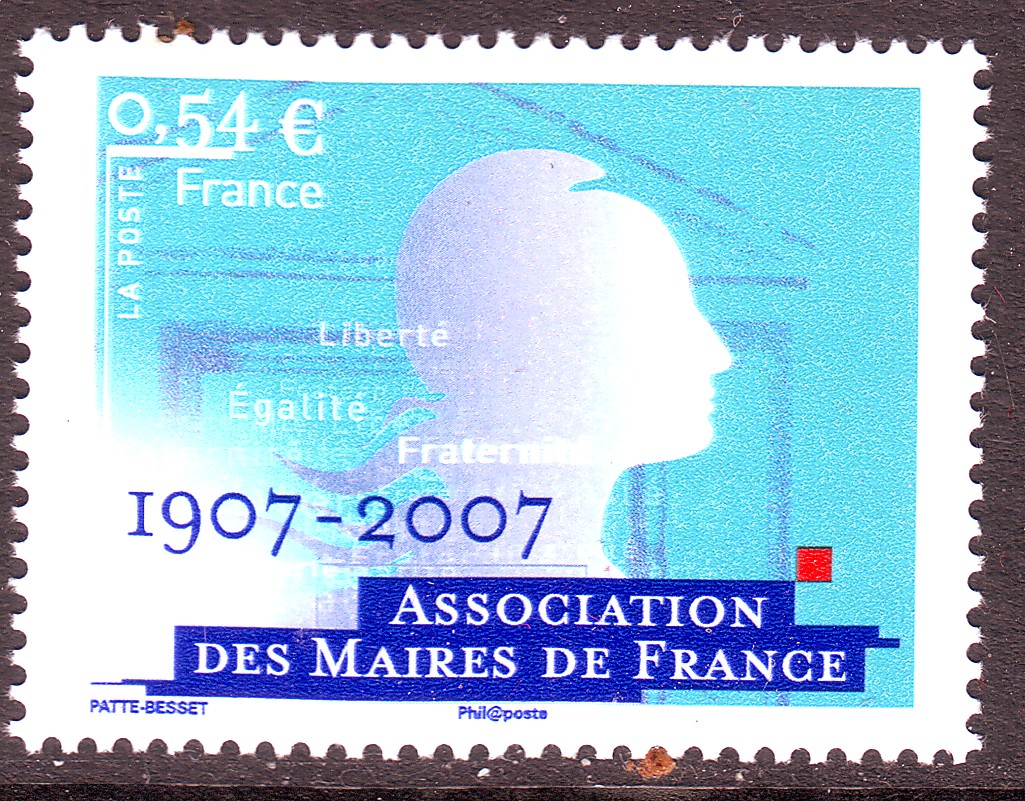 0,54 €
France
LA POSTE
Liberté
Égalité
Fraternité
1907-2007
ASSOCIATION
DES MAIRES DE FRANCE
PATTE-BESSET
Phil@poste